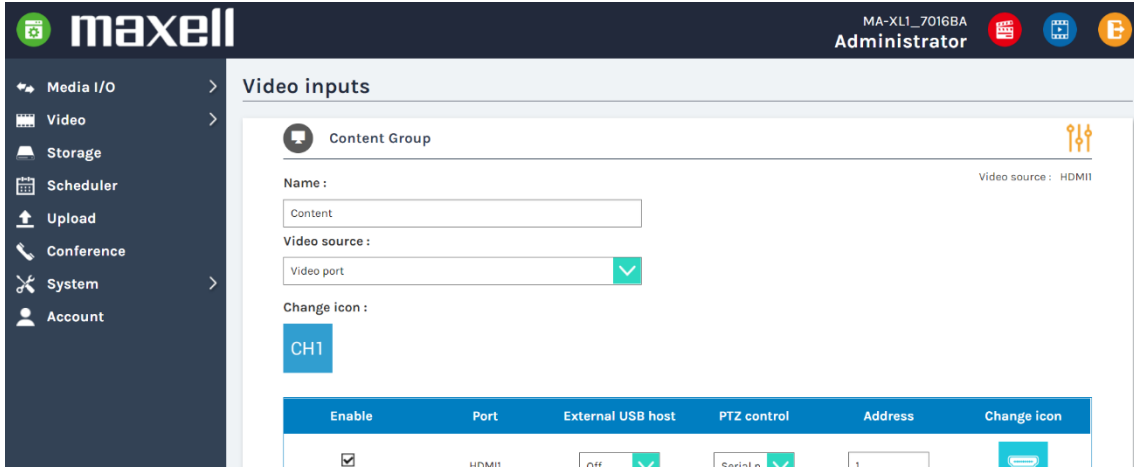 maxell
MA-XL1_7016BA
Administrator
Media I/O
Video
Storage
Scheduler
Upload
Conference
System
Account
Video inputs
Content Group
Video source : HDMI1
Name :
Content
Video source :
Video port
Change icon :
CH1
Enable Port External USB host PTZ control Address Change icon
HDMI1 Off Serial p 1